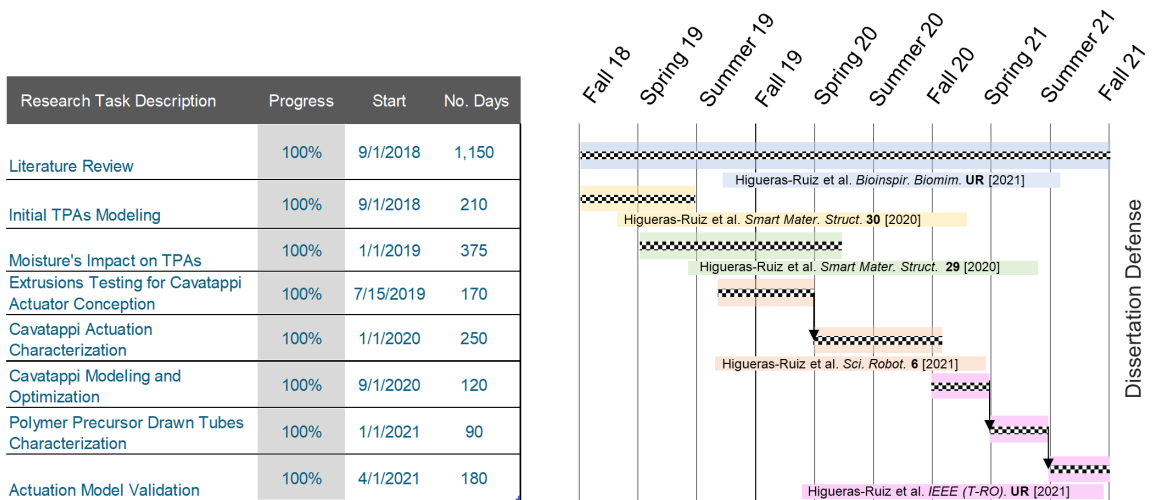 Fall 18
Spring 19
Summer 19
Fall 19
Spring 20
Summer 20
Fall 20
Spring 21
Summer 21
Fall 21
Research Task Description Progress Start No. Days
Literature Review 100% 9/1/2018 1,150
Initial TPAs Modeling 100% 9/1/2018 210
Moisture's Impact on TPAs 100% 1/1/2019 375
Extrusions Testing for Cavatappi
Actuator Conception 100% 7/15/2019 170
Cavatappi Actuation
Characterization 100% 1/1/2020 250
Cavatappi Modeling and
Optimization 100% 9/1/2020 120
Polymer Precursor Drawn Tubes
Characterization 100% 1/1/2021 90
Actuation Model Validation 100% 4/1/2021 180
Higueras-Ruiz et al. Bioinspir. Biomim. UR [2021]
Higueras-Ruiz et al. Smart Mater. Struct. 30 [2020]
Higueras-Ruiz et al. Smart Mater. Struct. 29 [2020]
Higueras-Ruiz et al. Sci. Robot. 6 [2021]
Higueras-Ruiz et al. IEEE (T-RO). UR [2021]
Dissertation Defense